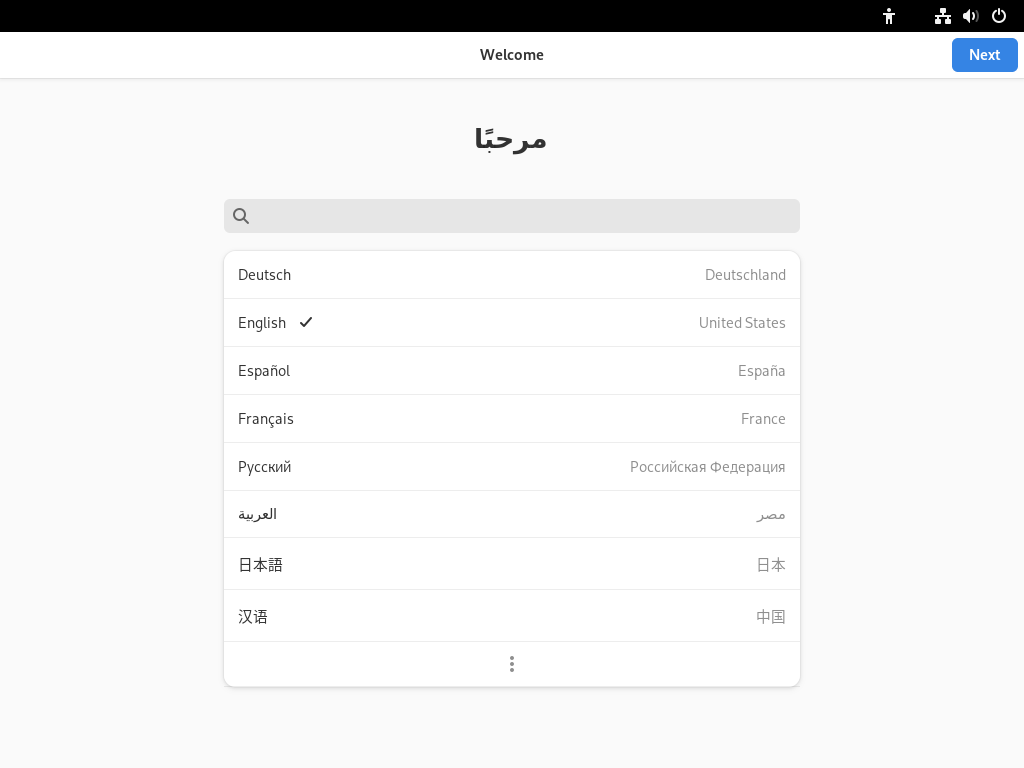 Welcome
Next
مرحبًا
Deutsch Deutschland
English United States
Español España
Français France
Русский Российская Федерация
العربية مصر
日本語 日本
汉语 中国